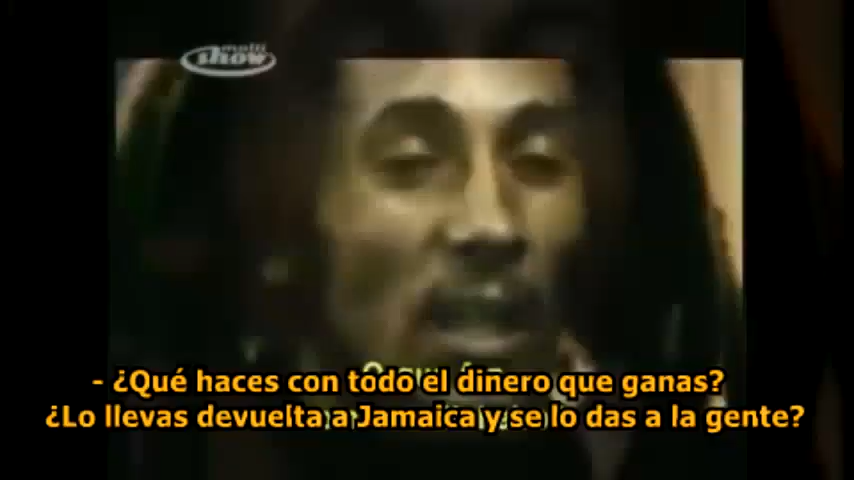 multi
show
- ¿Qué haces con todo el dinero que ganas?
¿Lo llevas devuelta a Jamaica y se lo das a la gente?